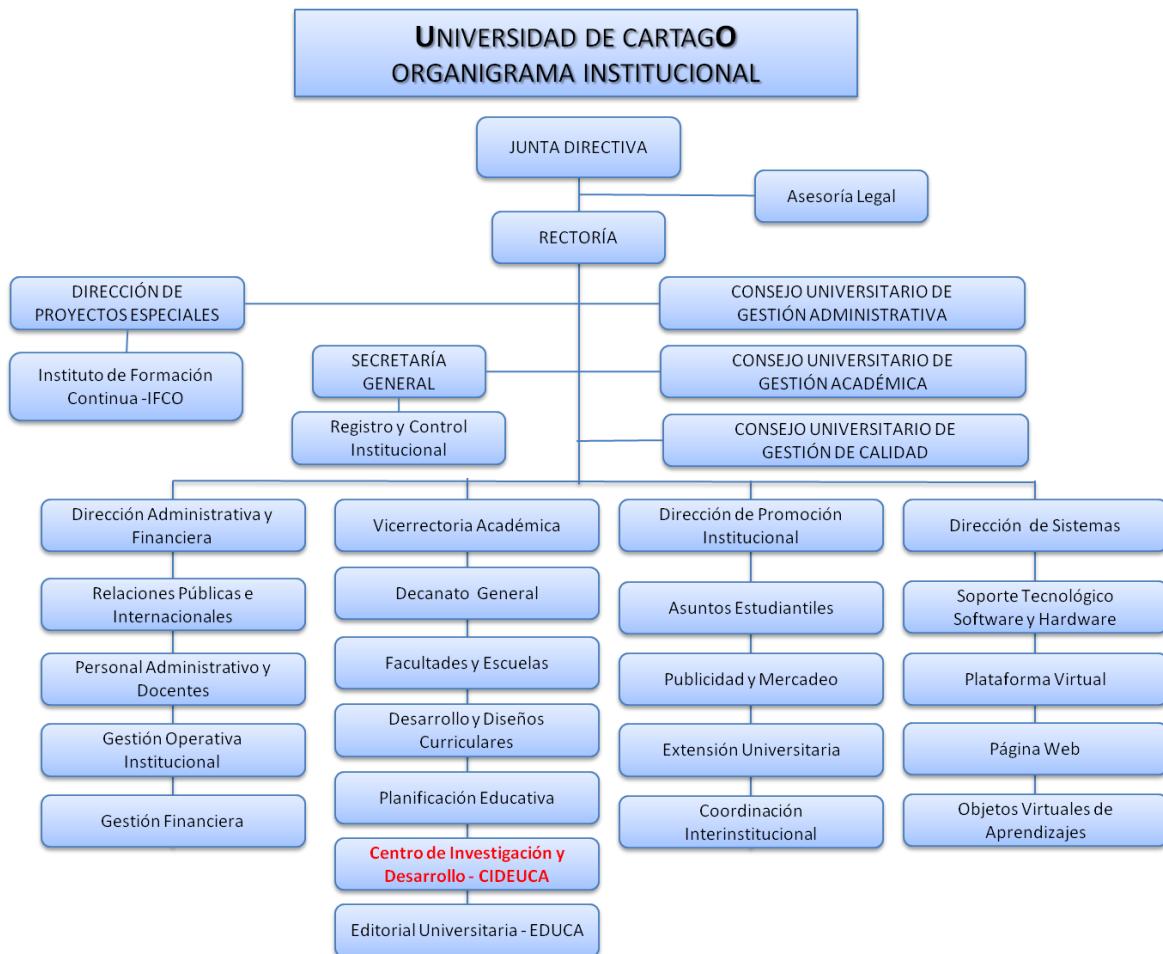 UNIVERSIDAD DE CARTAGO
ORGANIGRAMA INSTITUCIONAL
JUNTA DIRECTIVA
Asesoría Legal
RECTORÍA
DIRECCIÓN DE
PROYECTOS ESPECIALES
CONSEJO UNIVERSITARIO DE
GESTIÓN ADMINISTRATIVA
Instituto de Formación
Continua -IFCO
SECRETARÍA
GENERAL
CONSEJO UNIVERSITARIO DE
GESTIÓN ACADÉMICA
Registro y Control
Institucional
CONSEJO UNIVERSITARIO DE
GESTIÓN DE CALIDAD
Dirección Administrativa y
Financiera
Relaciones Públicas e
Internacionales
Personal Administrativo y
Docentes
Gestión Operativa
Institucional
Gestión Financiera
Vicerrectoria Académica
Decanato General
Facultades y Escuelas
Desarrollo y Diseños
Curriculares
Planificación Educativa
Centro de Investigación y
Desarrollo - CIDEUCA
Editorial Universitaria - EDUCA
Dirección de Promoción
Institucional
Asuntos Estudiantiles
Publicidad y Mercadeo
Extensión Universitaria
Coordinación
Interinstitucional
Dirección de Sistemas
Soporte Tecnológico
Software y Hardware
Plataforma Virtual
Página Web
Objetos Virtuales de
Aprendizajes